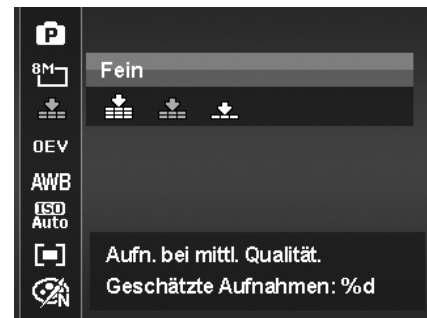 P
8M
Fein
0EV
AWB
ISO
Auto
Aufn. bei mittl. Qualität.
N
Geschätzte Aufnahmen: %d